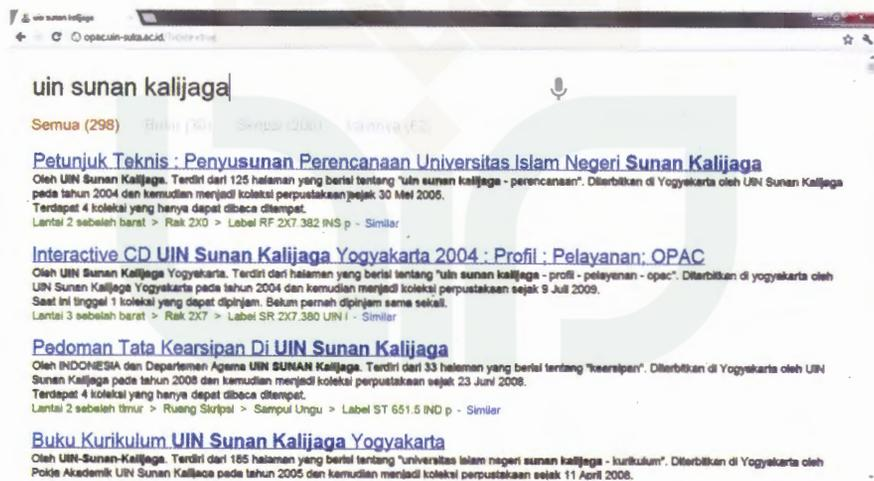 uin sunan kalijaga
opac.uin-suka.ac.id
uin sunan kalijaga
Semua (298) Buku (30) Skripsi (206) Lainnya (62)
Petunjuk Teknis : Penyusunan Perencanaan Universitas Islam Negeri Sunan Kalijaga
Oleh UIN Sunan Kalijaga. Terdiri dari 125 halaman yang berisi tentang "uin sunan kalijaga - perencanaan". Diterbitkan di Yogyakarta oleh UIN Sunan Kalijaga
pada tahun 2004 dan kemudian menjadi koleksi perpustakaan sejak 30 Mei 2005.
Terdapat 4 koleksi yang hanya dapat dibaca ditempat.
Lantai 2 sebelah barat > Rak 2X0 > Label RF 2X7.382 INS p - Similar
Interactive CD UIN Sunan Kalijaga Yogyakarta 2004 : Profil ; Pelayanan; OPAC
Oleh UIN Sunan Kalijaga Yogyakarta. Terdiri dari halaman yang berisi tentang "uin sunan kalijaga - profil - pelayanan - opac". Diterbitkan di yogyakarta oleh
UIN Sunan Kalijaga Yogyakarta pada tahun 2004 dan kemudian menjadi koleksi perpustakaan sejak 9 Juli 2009.
Saat ini tinggal 1 koleksi yang dapat dipinjam. Belum pernah dipinjam sama sekali.
Lantai 3 sebelah barat > Rak 2X7 > Label SR 2X7.380 UIN i - Similar
Pedoman Tata Kearsipan Di UIN Sunan Kalijaga
Oleh INDONESIA dan Departemen Agama UIN SUNAN Kalijaga. Terdiri dari 33 halaman yang berisi tentang "kearsipan". Diterbitkan di Yogyakarta oleh UIN
Sunan Kalijaga pada tahun 2008 dan kemudian menjadi koleksi perpustakaan sejak 23 Juni 2008.
Terdapat 4 koleksi yang hanya dapat dibaca ditempat.
Lantai 2 sebelah timur > Ruang Skripsi > Sampul Ungu > Label ST 651.5 IND p - Similar
Buku Kurikulum UIN Sunan Kalijaga Yogyakarta
Oleh UIN-Sunan-Kalijaga. Terdiri dari 185 halaman yang berisi tentang "universitas islam negeri sunan kalijaga - kurikulum". Diterbitkan di Yogyakarta oleh
Pokja Akademik UIN Sunan Kalijaga pada tahun 2005 dan kemudian menjadi koleksi perpustakaan sejak 11 April 2008.